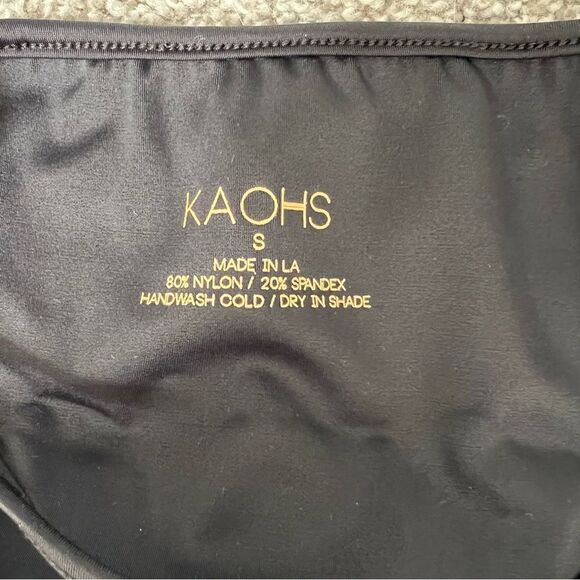 KAOHS
S
MADE IN LA
80% NYLON / 20% SPANDEX
HANDWASH COLD / DRY IN SHADE